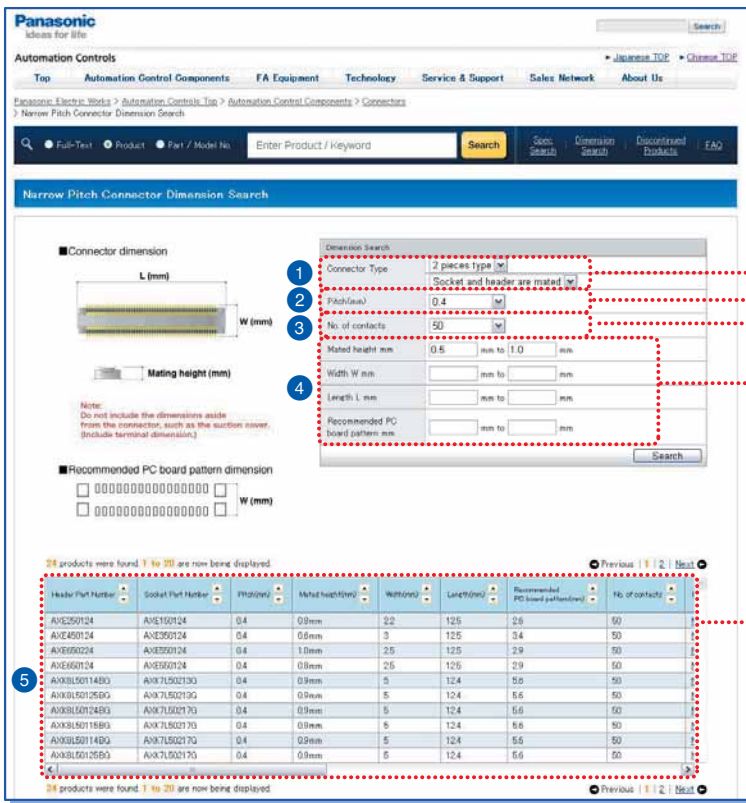 Panasonic
ideas for life
Search
Automation Controls
Japanese TOP Chinese TOP
Top Automation Control Components FA Equipment Technology Service & Support Sales Network About Us
Panasonic Electric Works > Automation Controls Top > Automation Control Components > Connectors
> Narrow Pitch Connector Dimension Search
Full-Text Product Part / Model No. Enter Product / Keyword Search Spec Search Dimension Search Discontinued Products FAQ
Narrow Pitch Connector Dimension Search
■Connector dimension
L (mm)
W (mm)
Mating height (mm)
Note:
Do not include the dimensions aside
from the connector, such as the suction cover.
(Include terminal dimension.)
■Recommended PC board pattern dimension
W (mm)
Dimension Search
1 Connector Type 2 pieces type
Socket and header are mated
2 Pitch(mm) 0.4
3 No. of contacts 50
Mated height mm 0.5 mm to 1.0 mm
Width W mm mm to mm
4
Length L mm mm to mm
Recommended PC
board pattern mm mm to mm
Search
24 products were found. 1 to 20 are now being displayed. Previous | 1 | 2 | Next
Header Part Number Socket Part Number Pitch(mm) Mated height(mm) Width(mm) Length(mm) Recommended PC board pattern(mm) No. of contacts
AXE250124 AXE150124 0.4 0.8mm 2.2 12.5 2.6 50
AXE450124 AXE350124 0.4 0.6mm 3 12.5 3.4 50
AXE650224 AXE550124 0.4 1.0mm 2.5 12.5 2.9 50
AXE650124 AXE550124 0.4 0.8mm 2.5 12.5 2.9 50
5
AXK8L50114BG AXK7L50213G 0.4 0.9mm 5 12.4 5.6 50
AXK8L50125BG AXK7L50213G 0.4 0.9mm 5 12.4 5.6 50
AXK8L50124BG AXK7L50217G 0.4 0.9mm 5 12.4 5.6 50
AXK8L50115BG AXK7L50217G 0.4 0.9mm 5 12.4 5.6 50
AXK8L50114BG AXK7L50217G 0.4 0.9mm 5 12.4 5.6 50
AXK8L50125BG AXK7L50217G 0.4 0.9mm 5 12.4 5.6 50
24 products were found. 1 to 20 are now being displayed. Previous | 1 | 2 | Next